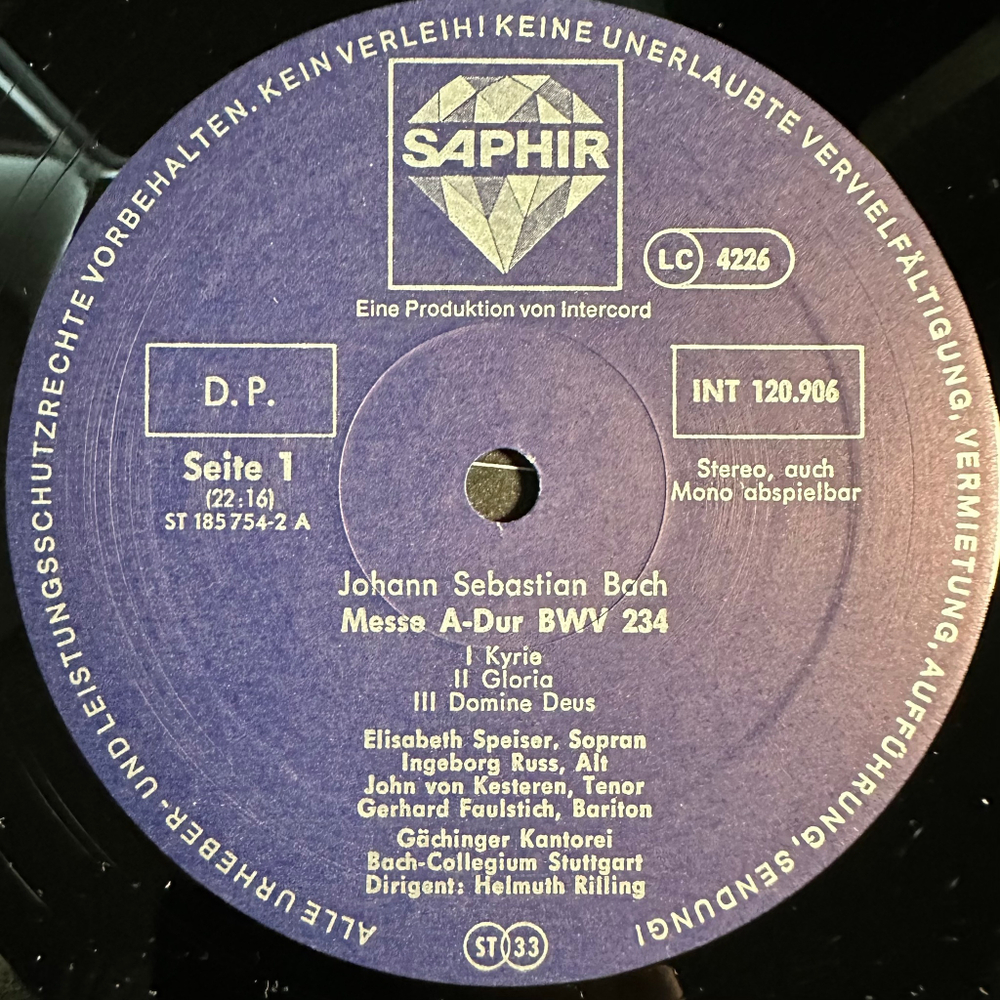 ALLE URHEBER- UND LEISTUNGSSCHUTZRECHTE VORBEHALTEN. KEIN VERLEIH! KEINE UNERLAUBTE VERVIELFÄLTIGUNG, VERMIETUNG, AUFFÜHRUNG, SENDUNG!
SAPHIR
LC 4226
Eine Produktion von Intercord
D. P.
INT 120.906
Seite 1
(22:16)
ST 185 754-2 A
Stereo, auch
Mono abspielbar
Johann Sebastian Bach
Messe A-Dur BWV 234
I Kyrie
II Gloria
III Domine Deus
Elisabeth Speiser, Sopran
Ingeborg Russ, Alt
John von Kesteren, Tenor
Gerhard Faulstich, Bariton
Gächinger Kantorei
Bach-Collegium Stuttgart
Dirigent: Helmuth Rilling
ST 33